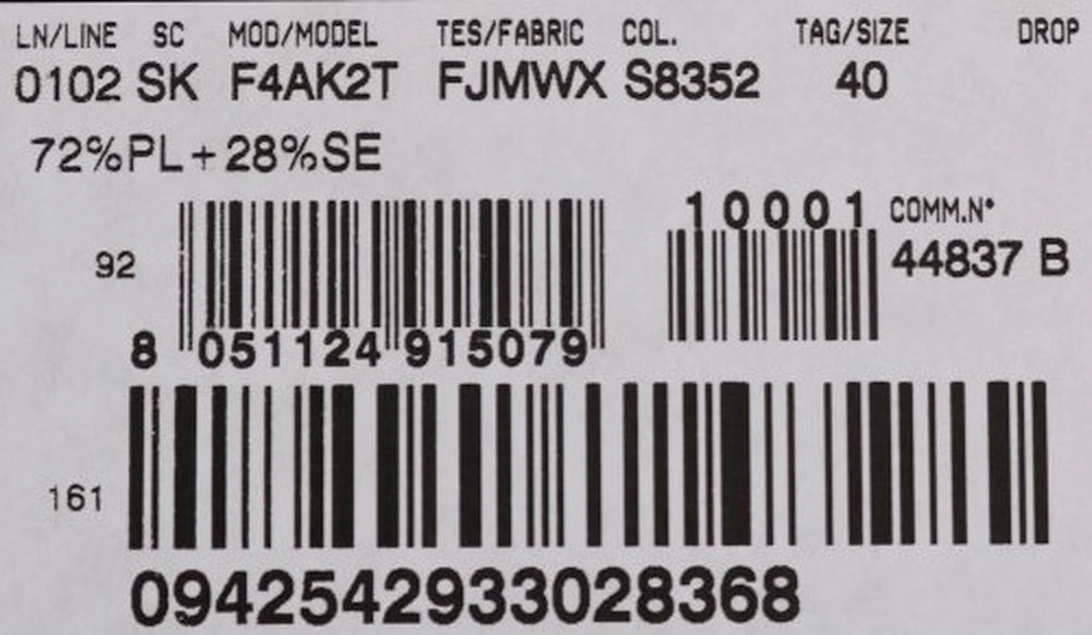 LN/LINE SC MOD/MODEL TES/FABRIC COL. TAG/SIZE DROP
0102 SK F4AK2T FJMWX S8352 40
72%PL+28%SE
10001 COMM.N°
92 44837 B
8 051124 915079
161
0942542933028368